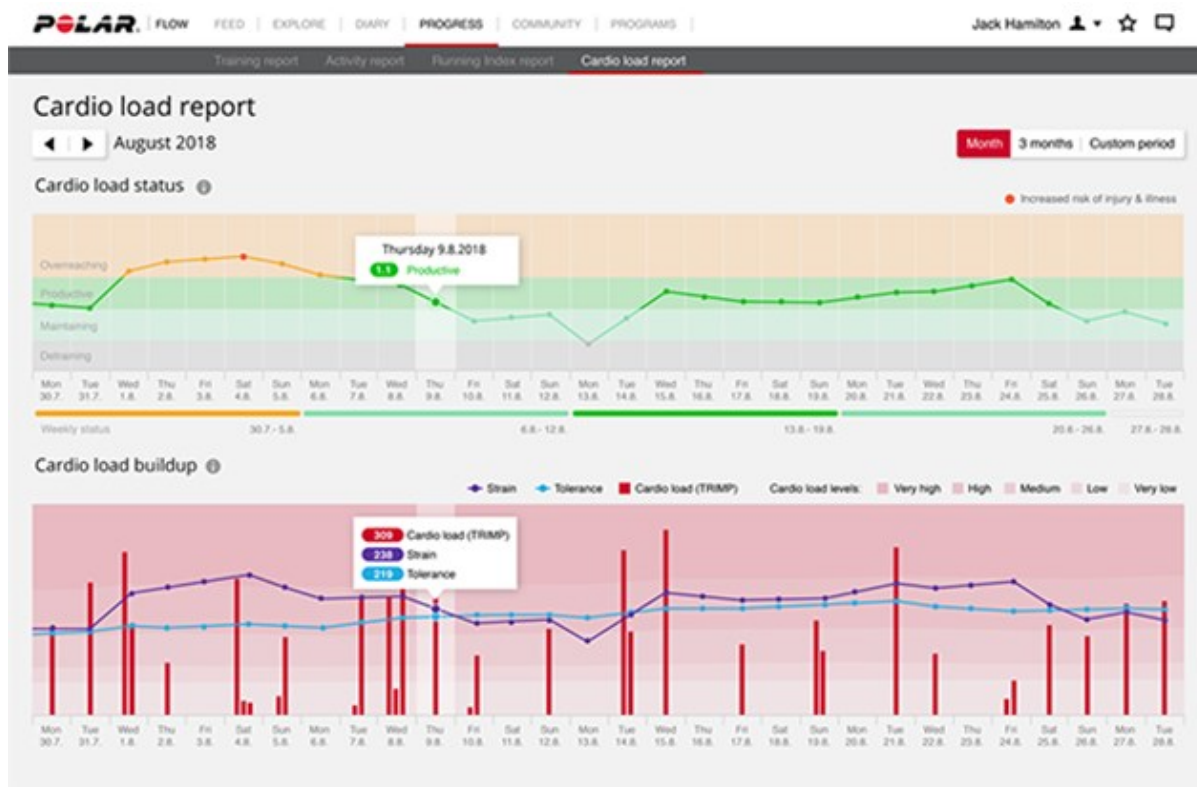 POLAR. FLOW FEED EXPLORE DIARY PROGRESS COMMUNITY PROGRAMS Jack Hamilton
Training report Activity report Running Index report Cardio load report
Cardio load report
August 2018 Month 3 months Custom period
Cardio load status
Increased risk of injury & illness
Thursday 9.8.2018
1.1 Productive
Overreaching
Productive
Maintaining
Detraining
Mon Tue Wed Thu Fri Sat Sun Mon Tue Wed Thu Fri Sat Sun Mon Tue Wed Thu Fri Sat Sun Mon Tue Wed Thu Fri Sat Sun Mon Tue
30.7. 31.7. 1.8. 2.8. 3.8. 4.8. 5.8. 6.8. 7.8. 8.8. 9.8. 10.8. 11.8. 12.8. 13.8. 14.8. 15.8. 16.8. 17.8. 18.8. 19.8. 20.8. 21.8. 22.8. 23.8. 24.8. 25.8. 26.8. 27.8. 28.8.
Weekly status 30.7.- 5.8. 6.8.- 12.8. 13.8.- 19.8. 20.8.- 26.8. 27.8.- 28.8.
Cardio load buildup
Strain Tolerance Cardio load (TRIMP) Cardio load levels: Very high High Medium Low Very low
309 Cardio load (TRIMP)
238 Strain
219 Tolerance
Mon Tue Wed Thu Fri Sat Sun Mon Tue Wed Thu Fri Sat Sun Mon Tue Wed Thu Fri Sat Sun Mon Tue Wed Thu Fri Sat Sun Mon Tue
30.7. 31.7. 1.8. 2.8. 3.8. 4.8. 5.8. 6.8. 7.8. 8.8. 9.8. 10.8. 11.8. 12.8. 13.8. 14.8. 15.8. 16.8. 17.8. 18.8. 19.8. 20.8. 21.8. 22.8. 23.8. 24.8. 25.8. 26.8. 27.8. 28.8.